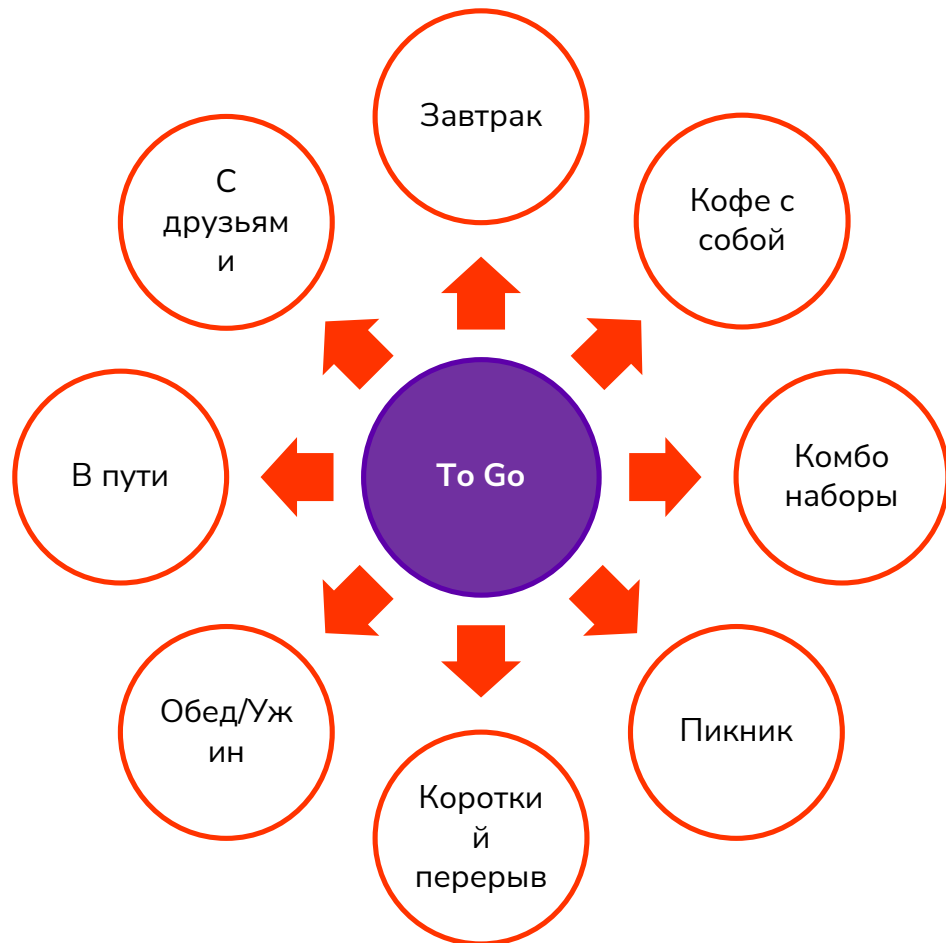 Завтрак
Кофе с
собой
Комбо
наборы
Пикник
Коротки
й
перерыв
Обед/Уж
ин
В пути
С
друзьям
и
To Go